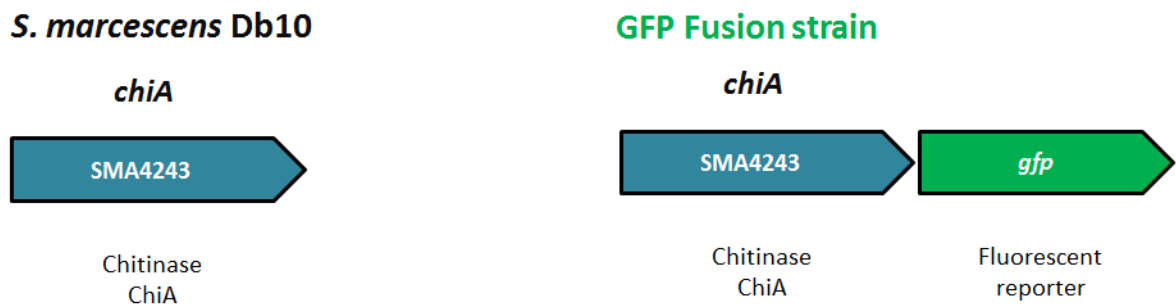 S. marcescens Db10
chiA
SMA4243
Chitinase
ChiA
GFP Fusion strain
chiA
SMA4243
gfp
Chitinase
ChiA
Fluorescent
reporter